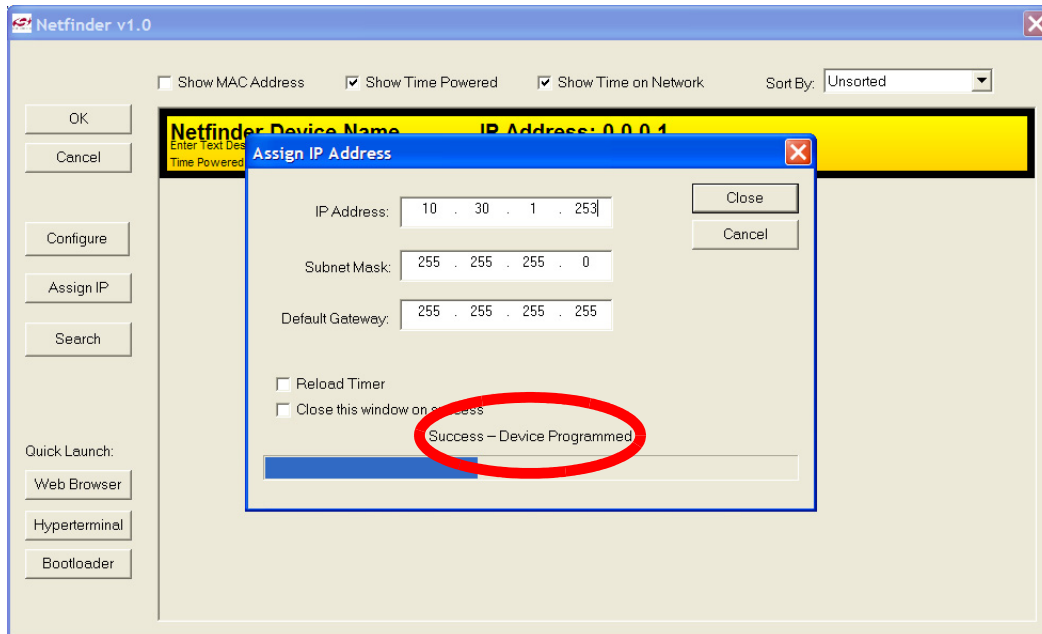 Netfinder v1.0
Show MAC Address Show Time Powered Show Time on Network Sort By: Unsorted
OK
Cancel
Configure
Assign IP
Search
Quick Launch:
Web Browser
Hyperterminal
Bootloader
Netfinder Device Name IP Address: 0.0.0.1
Enter Text Des
Time Powered
Assign IP Address
IP Address: 10 . 30 . 1 . 253
Subnet Mask: 255 . 255 . 255 . 0
Default Gateway: 255 . 255 . 255 . 255
Close
Cancel
Reload Timer
Close this window on success
Success – Device Programmed